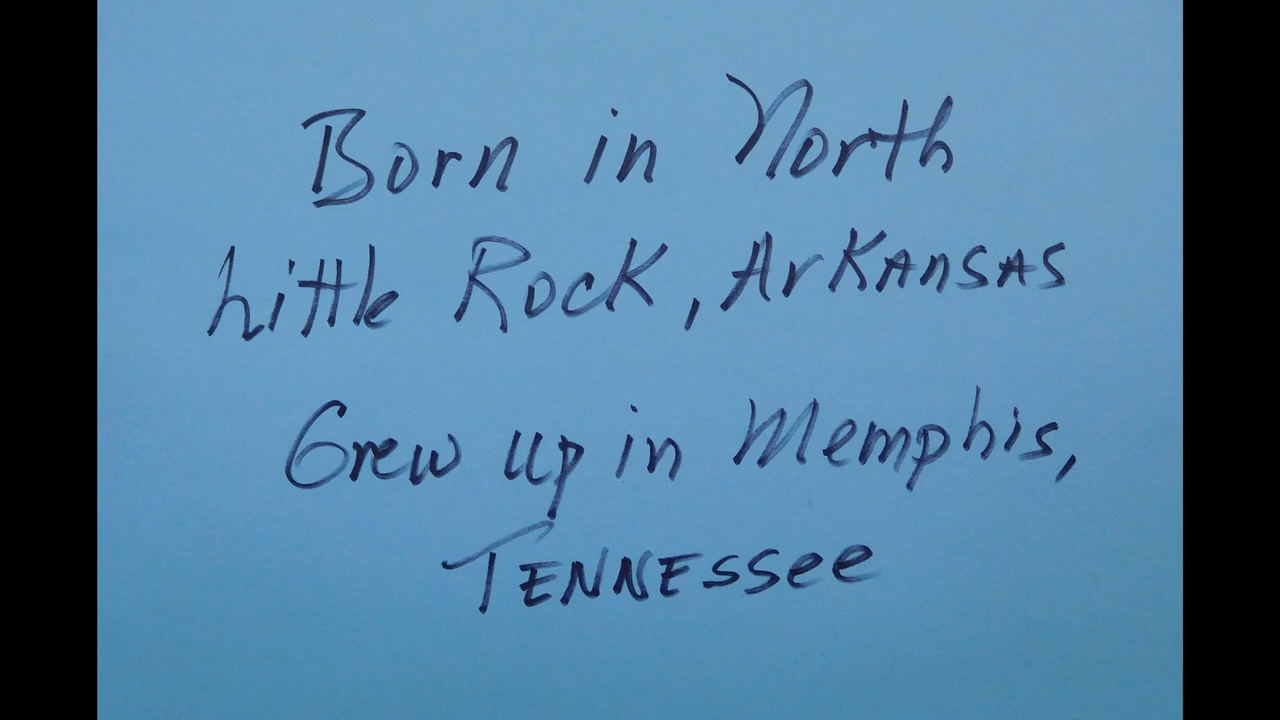 Born in North
Little Rock, ArKANSAS
Grew up in Memphis,
TENNESsee